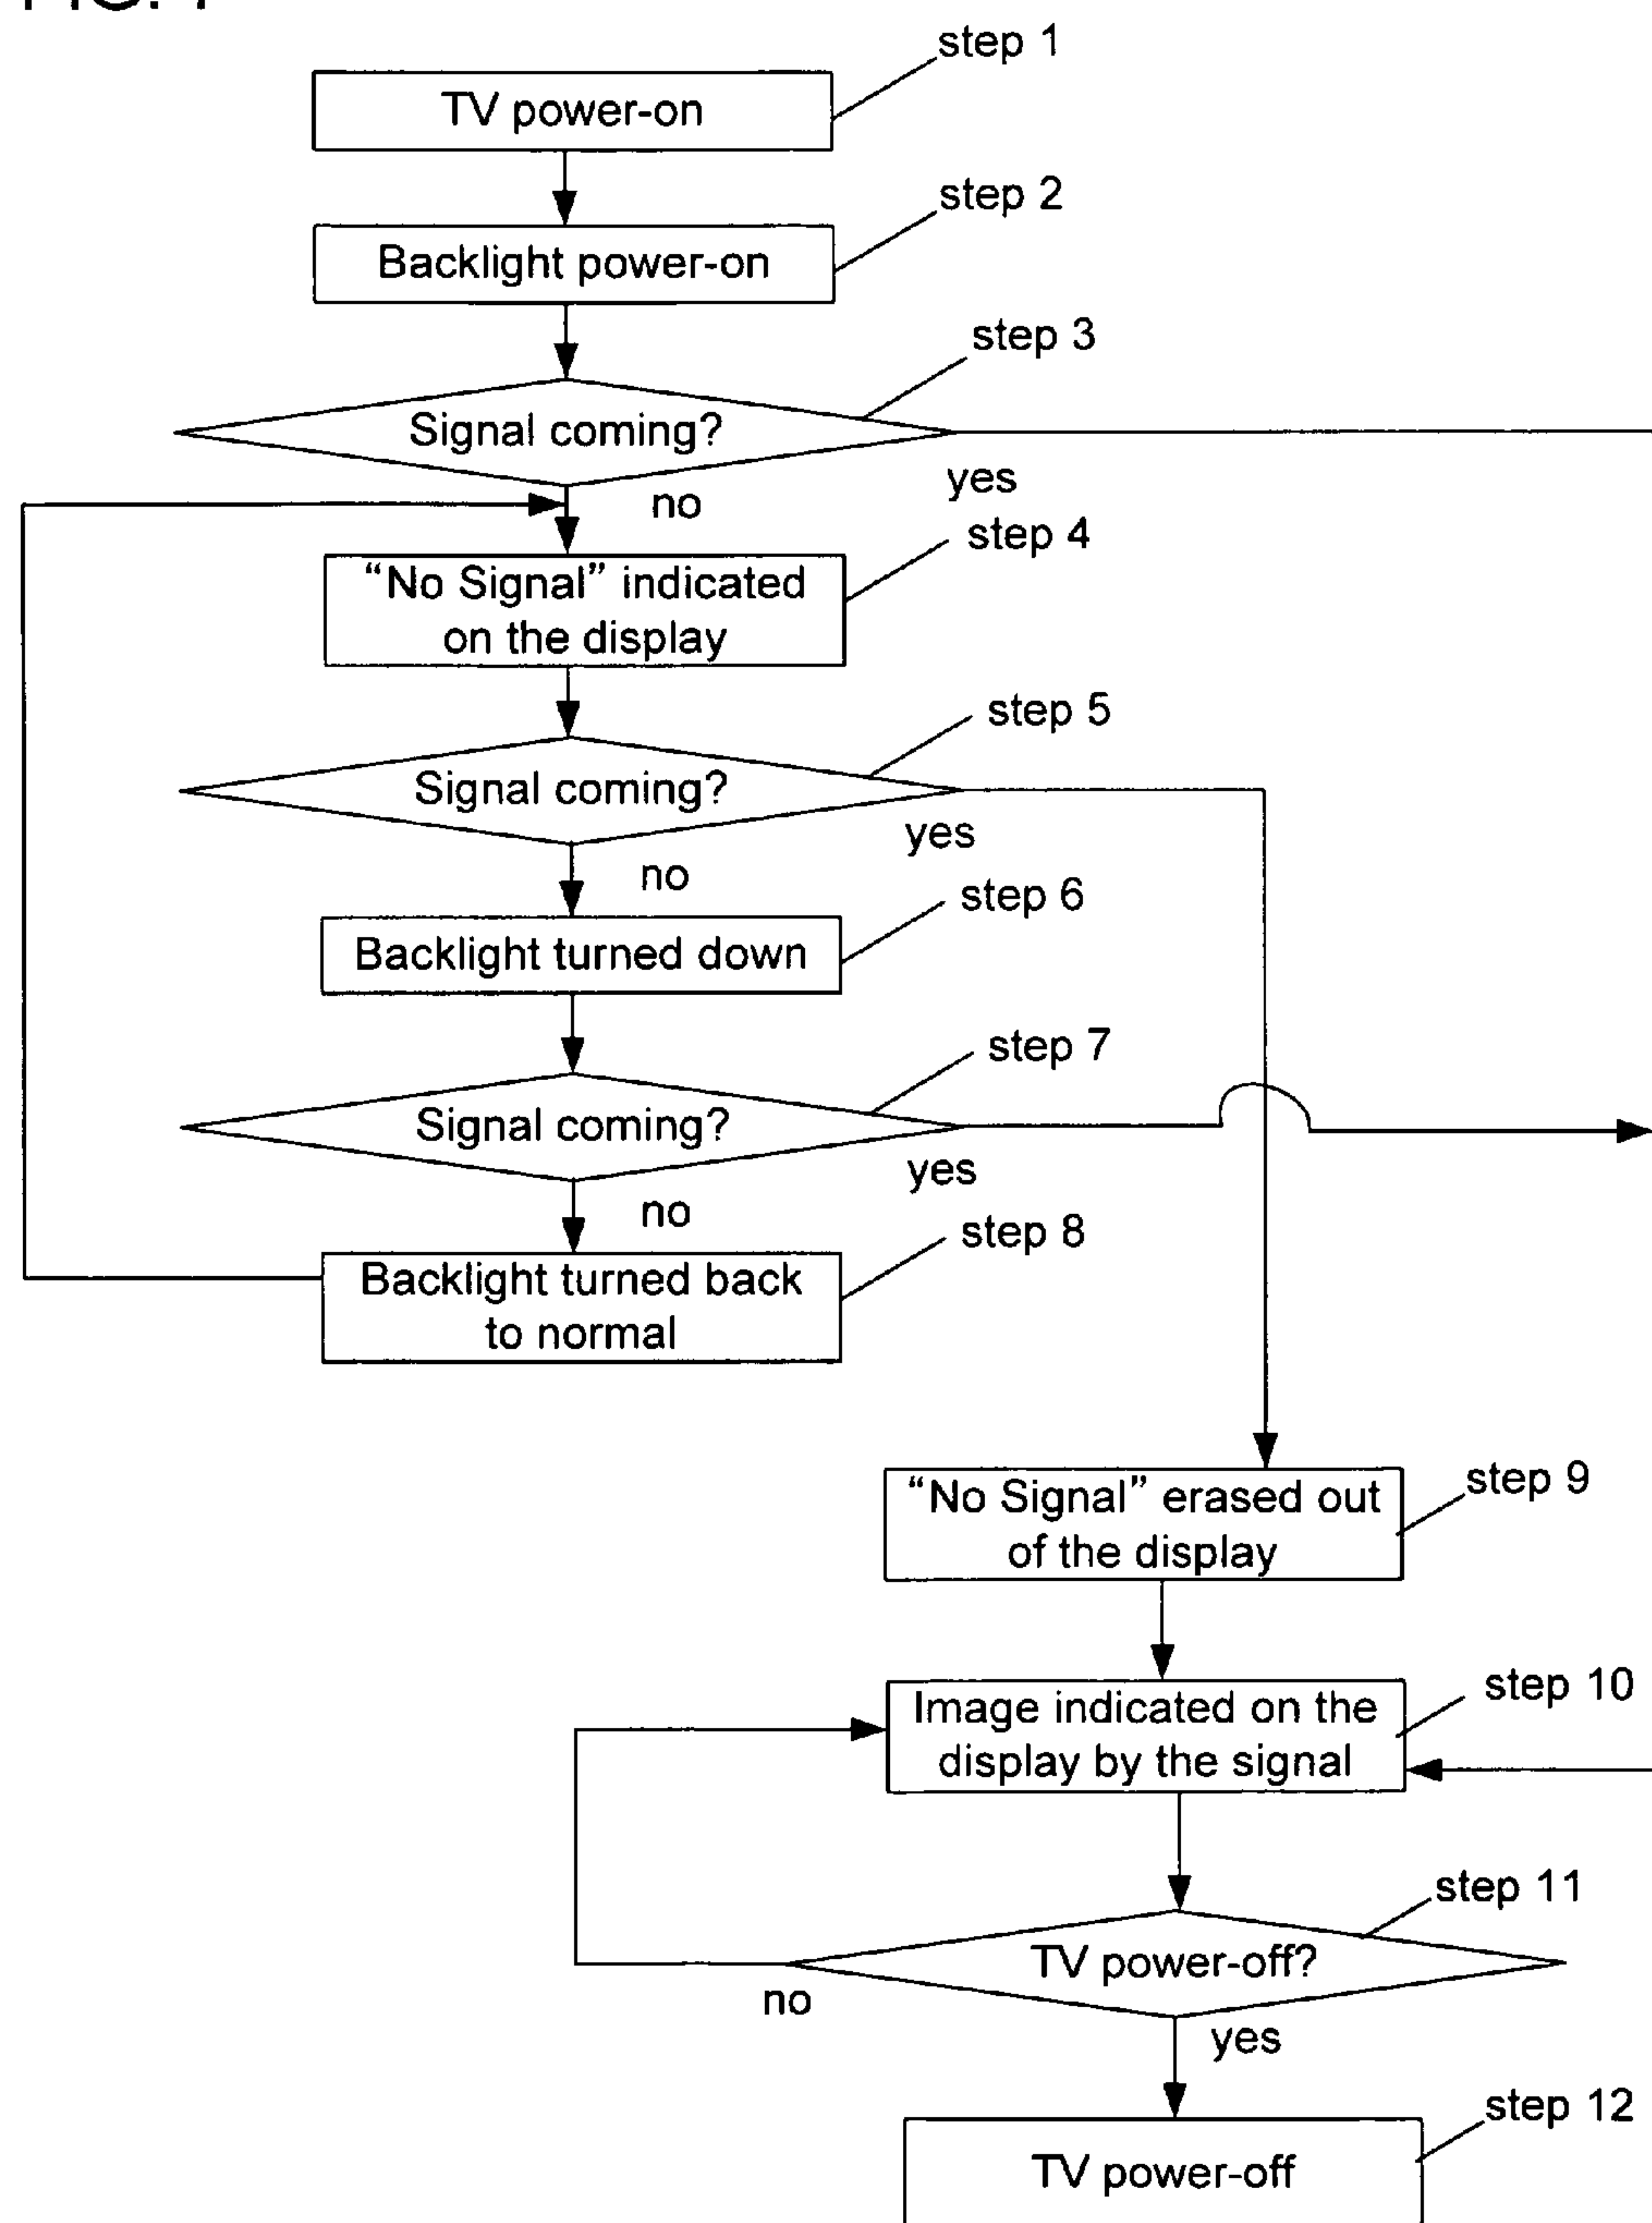 step 1
TV power-on
step 2
Backlight power-on
step 3
Signal coming?
yes
no
step 4
“No Signal” indicated
on the display
step 5
Signal coming?
yes
no
step 6
Backlight turned down
step 7
Signal coming?
yes
no
step 8
Backlight turned back
to normal
step 9
“No Signal” erased out
of the display
step 10
Image indicated on the
display by the signal
step 11
TV power-off?
no
yes
step 12
TV power-off